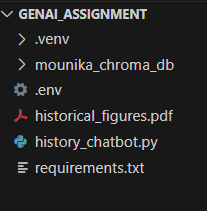 GENAI_ASSIGNMENT
.venv
mounika_chroma_db
.env
historical_figures.pdf
history_chatbot.py
requirements.txt